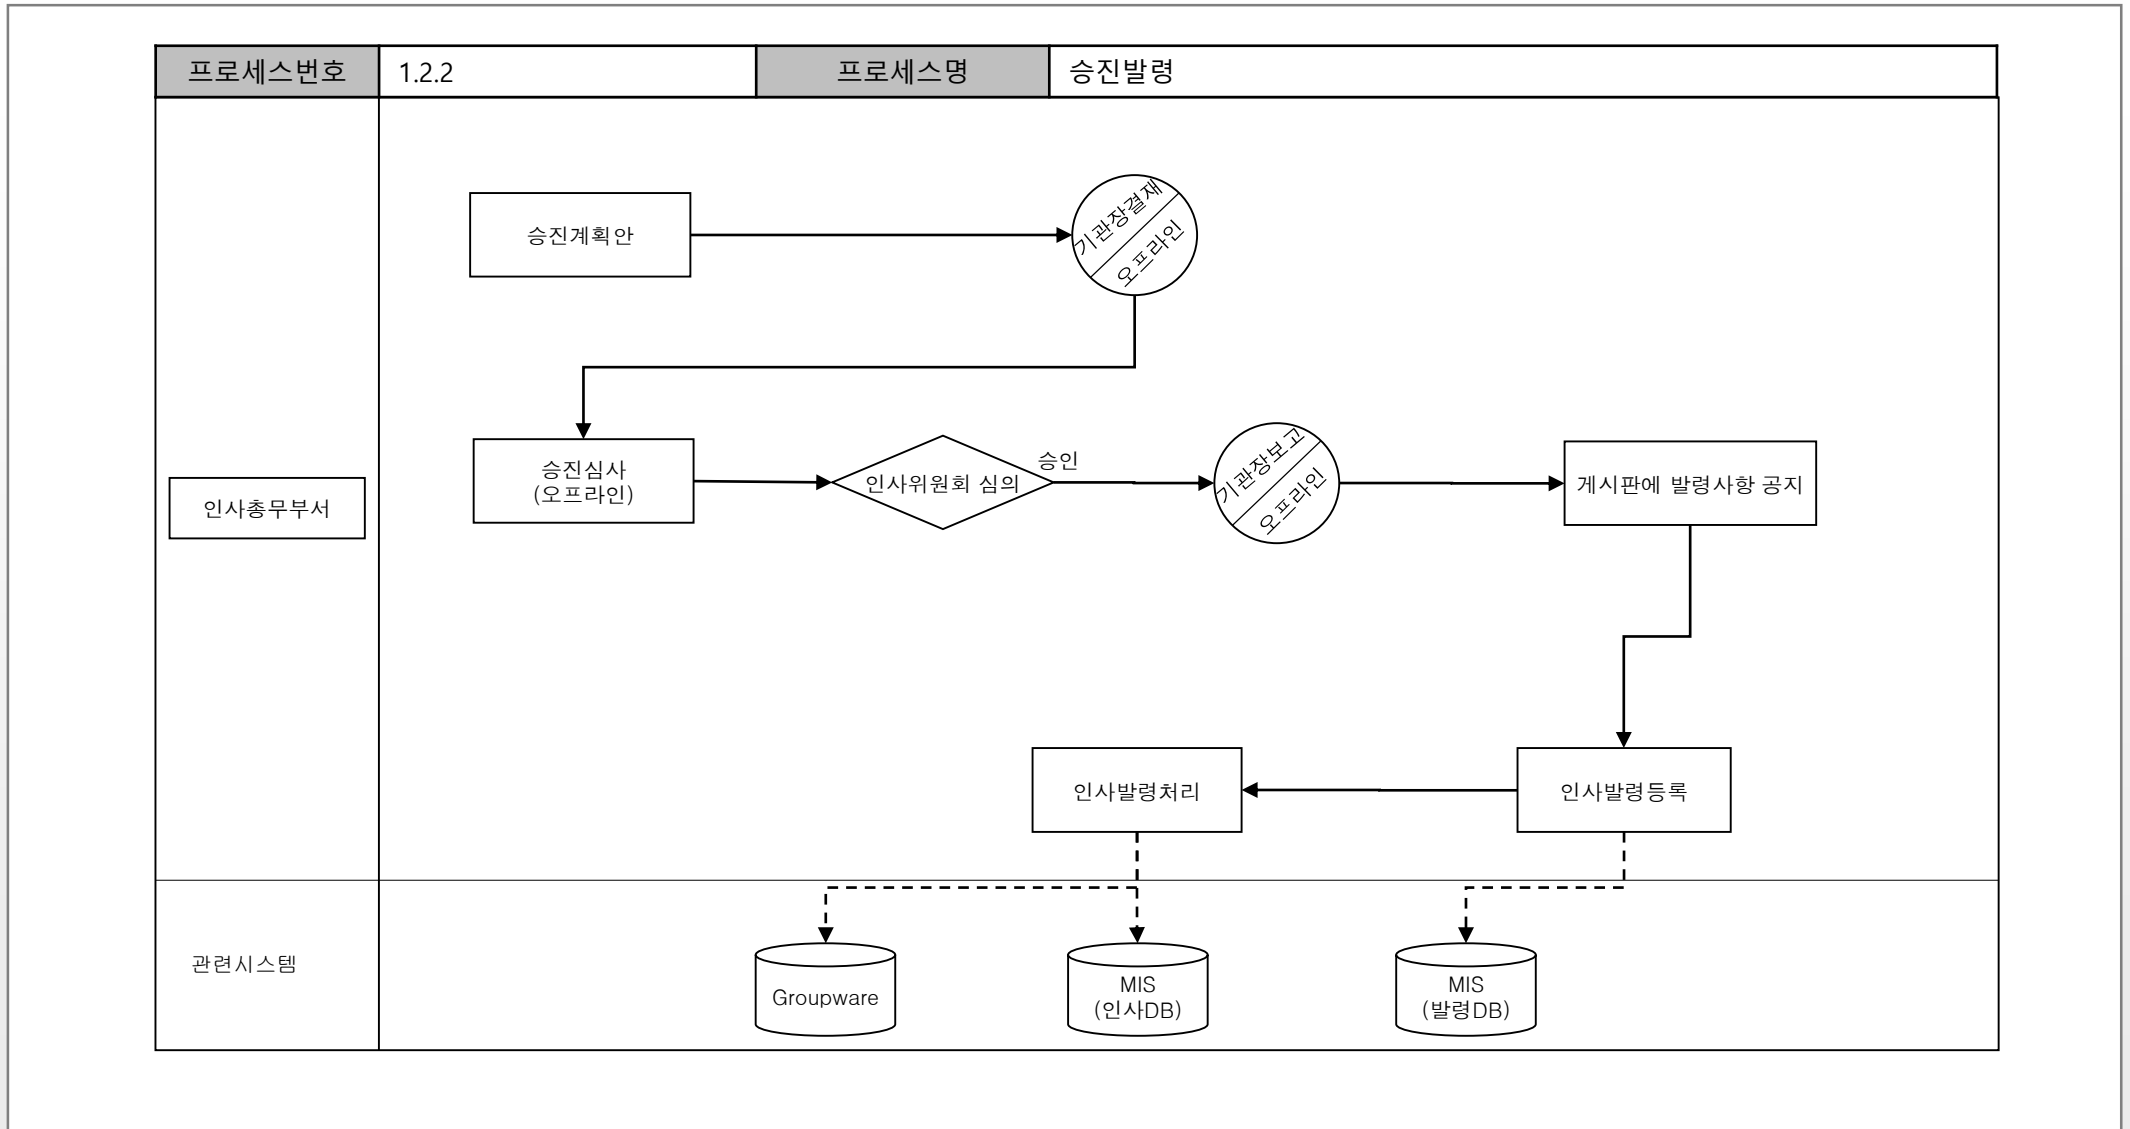 프로세스번호
1.2.2
프로세스명
승진발령
승진계획안
기관장결재
오프라인
승진심사
(오프라인)
인사위원회 심의
승인
기관장보고
오프라인
게시판에 발령사항 공지
인사총무부서
인사발령처리
인사발령등록
관련시스템
Groupware
MIS
(인사DB)
MIS
(발령DB)